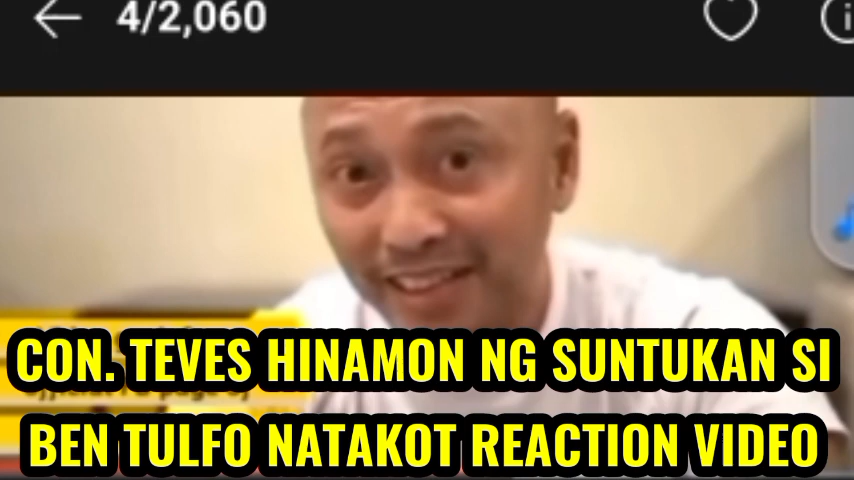 4/2,060
CON. TEVES HINAMON NG SUNTUKAN SI
BEN TULFO NATAKOT REACTION VIDEO